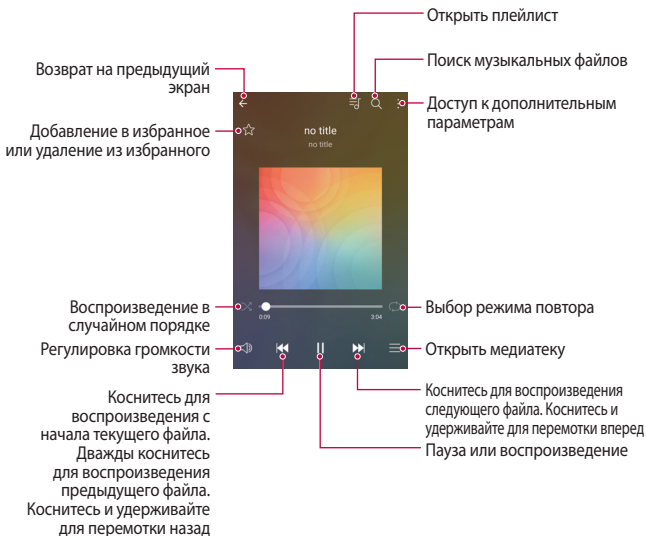 Открыть плейлист
Поиск музыкальных файлов
Возврат на предыдущий
экран
Доступ к дополнительным
параметрам
Добавление в избранное
или удаление из избранного
no title
no title
Воспроизведение в
случайном порядке
0:09
3:04
Выбор режима повтора
Регулировка громкости
звука
Открыть медиатеку
Коснитесь для
воспроизведения с
начала текущего файла.
Дважды коснитесь
для воспроизведения
предыдущего файла.
Коснитесь и удерживайте
для перемотки назад
Коснитесь для воспроизведения
следующего файла. Коснитесь и
удерживайте для перемотки вперед
Пауза или воспроизведение